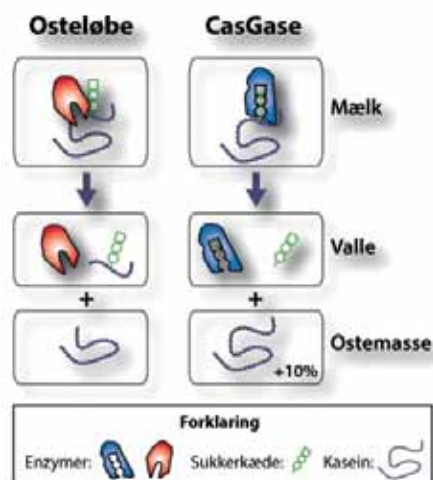 Osteløbe CasGase
Mælk
Valle
+ +
Ostemasse
+10%
Forklaring
Enzymer: Sukkerkæde: Kasein: